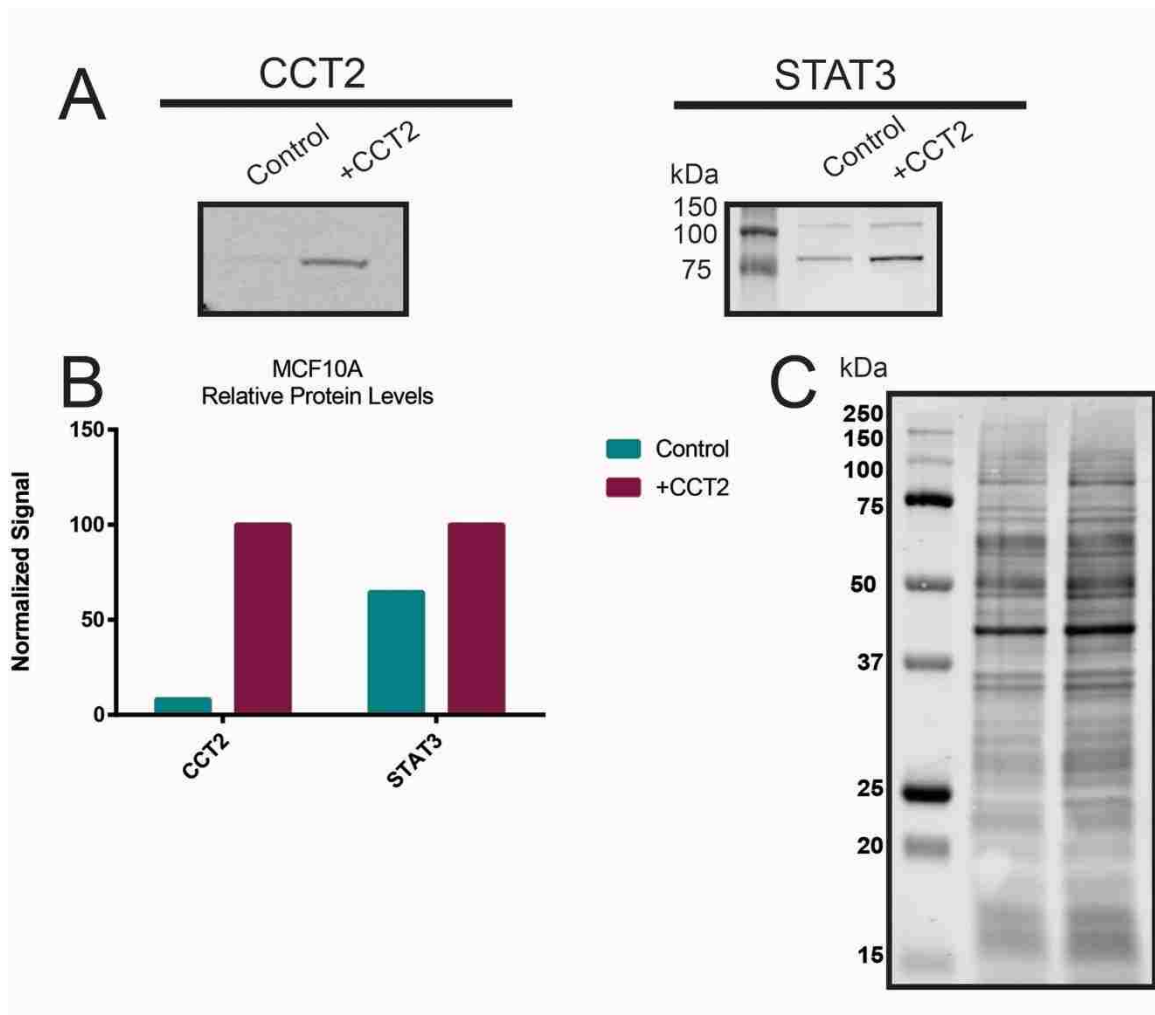 A
CCT2
Control
+CCT2
STAT3
Control
+CCT2
kDa
150
100
75
B
MCF10A
Relative Protein Levels
Normalized Signal
150
100
50
0
CCT2
STAT3
Control
+CCT2
C
kDa
250
150
100
75
50
37
25
20
15